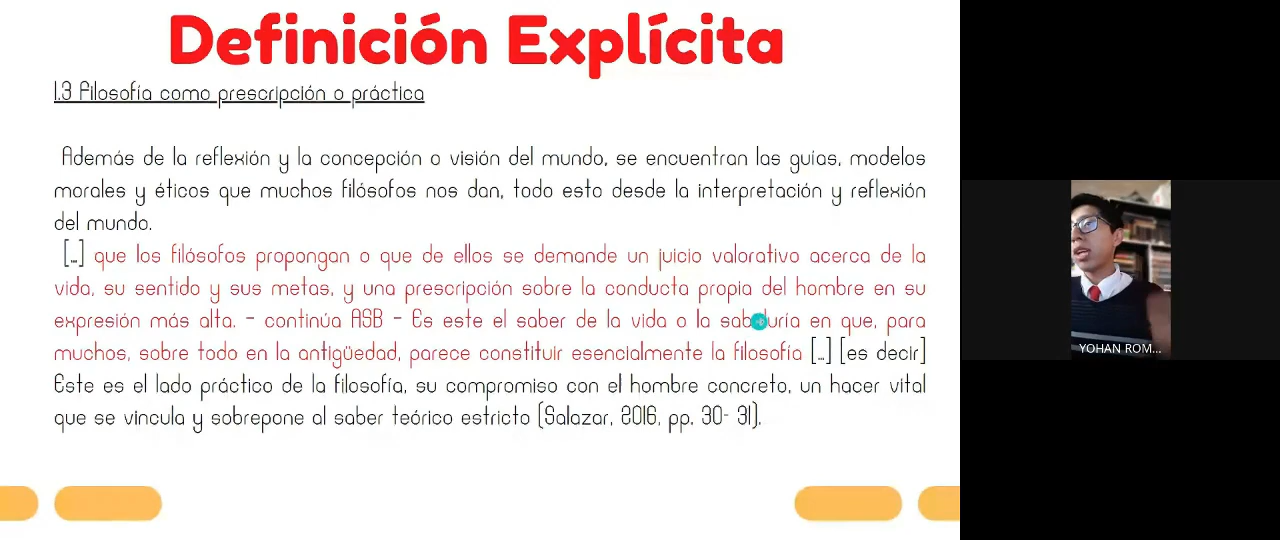 Definición Explícita
1.3 Filosofía como prescripción o práctica
Además de la reflexión y la concepción o visión del mundo, se encuentran las guías, modelos
morales y éticos que muchos filósofos nos dan, todo esto desde la interpretación y reflexión
del mundo.
[...] que los filósofos propongan o que de ellos se demande un juicio valorativo acerca de la
vida, su sentido y sus metas, y una prescripción sobre la conducta propia del hombre en su
expresión más alta. - continúa ASB - Es este el saber de la vida o la sabiduría en que, para
muchos, sobre todo en la antigüedad, parece constituir esencialmente la filosofía [...] [es decir]
Este es el lado práctico de la filosofía, su compromiso con el hombre concreto, un hacer vital
que se vincula y sobrepone al saber teórico estricto (Salazar, 2016, pp. 30- 31).
YOHAN ROM...